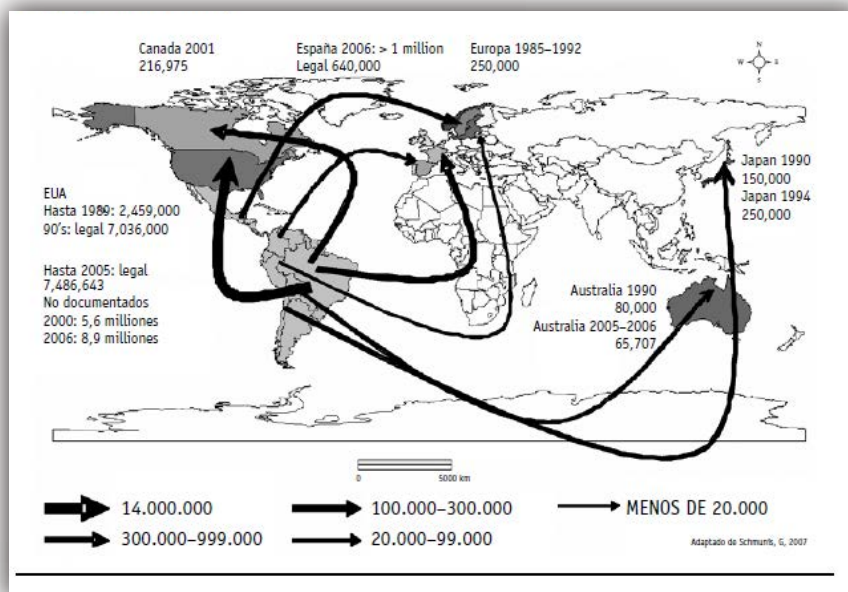 Canada 2001
216,975
España 2006: > 1 million
Legal 640,000
Europa 1985–1992
250,000
N
S
Japan 1990
150,000
Japan 1994
250,000
EUA
Hasta 1989: 2,459,000
90's: legal 7,036,000
Hasta 2005: legal
7,486,643
No documentados
2000: 5,6 milliones
2006: 8,9 milliones
Australia 1990
80,000
Australia 2005–2006
65,707
0 5000 km
14.000.000
100.000–300.000
MENOS DE 20.000
300.000–999.000
20.000–99.000
Adaptado de Schmunis, G, 2007